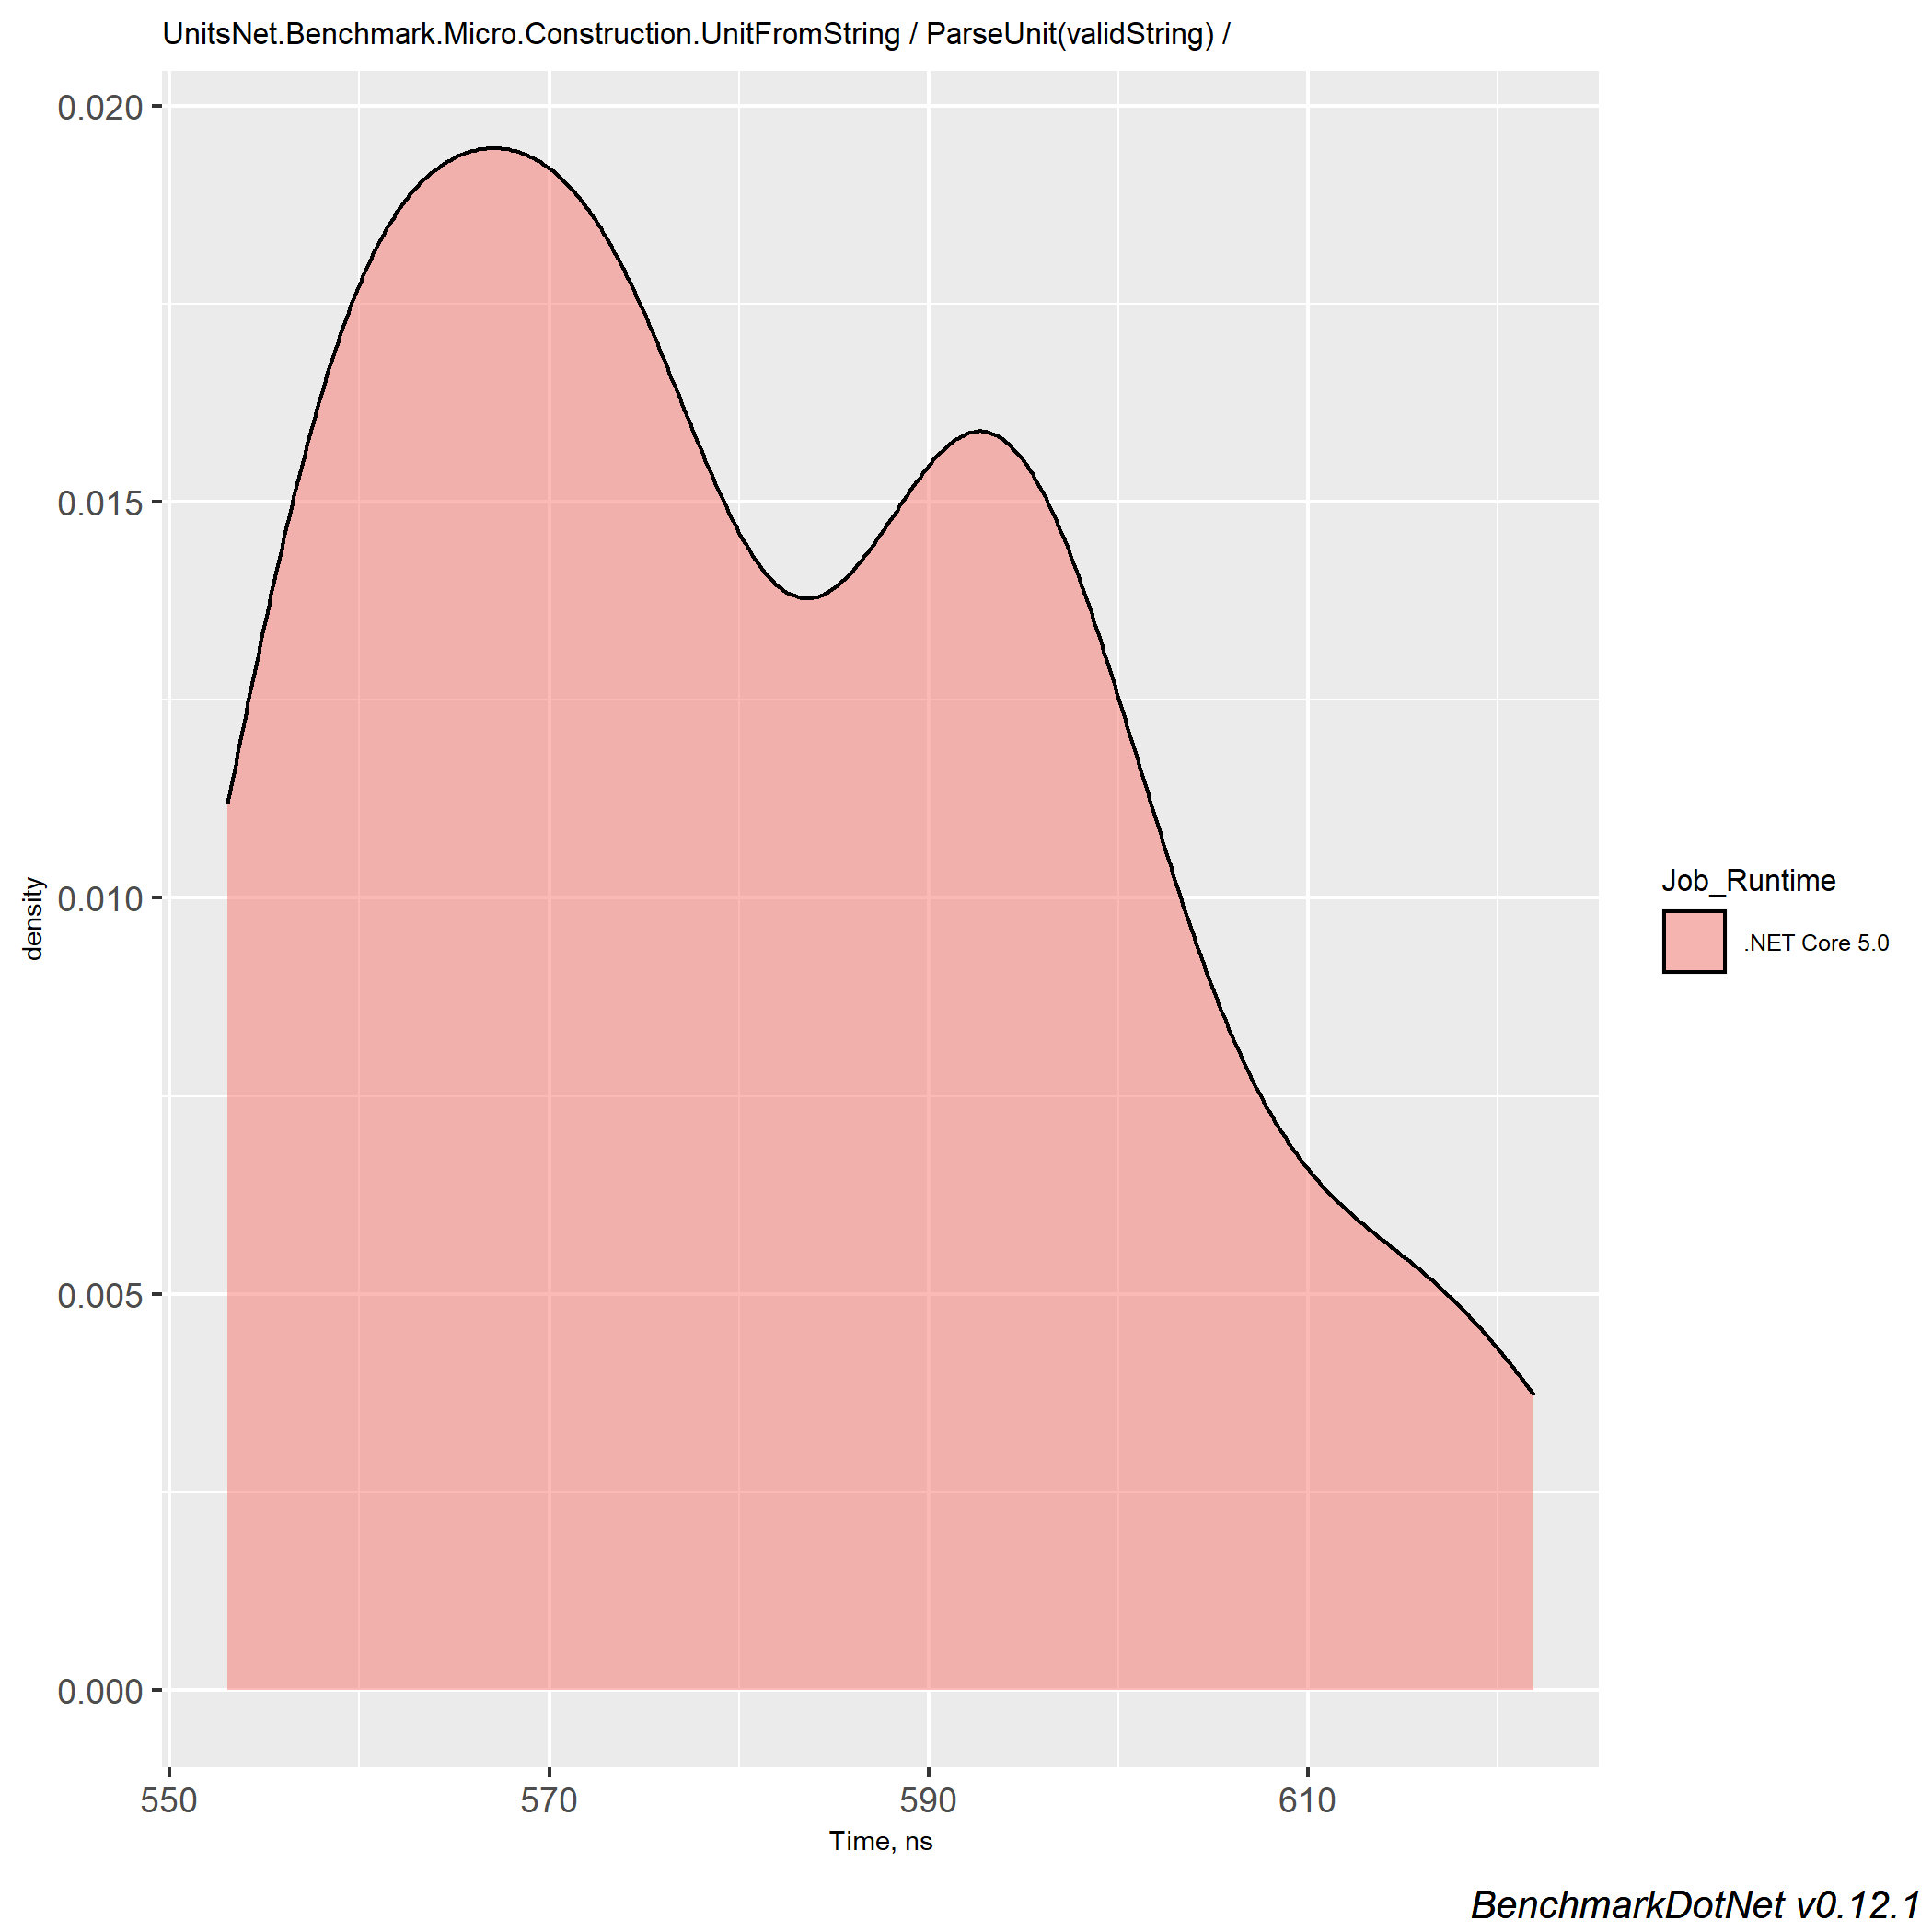 UnitsNet.Benchmark.Micro.Construction.UnitFromString / ParseUnit(validString) /
0.020
0.015
0.010
0.005
0.000
density
550 570 590 610
Time, ns
Job_Runtime
.NET Core 5.0
BenchmarkDotNet v0.12.1